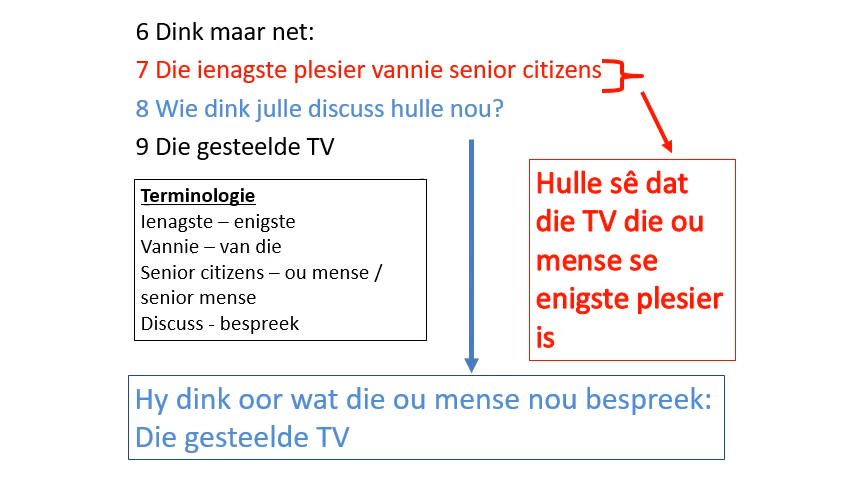 6 Dink maar net:
7 Die ienagste plesier vannie senior citizens
8 Wie dink julle discuss hulle nou?
9 Die gesteelde TV
Terminologie
Ienagste – enigste
Vannie – van die
Senior citizens – ou mense /
senior mense
Discuss - bespreek
Hulle sê dat
die TV die ou
mense se
enigste plesier
is
Hy dink oor wat die ou mense nou bespreek:
Die gesteelde TV